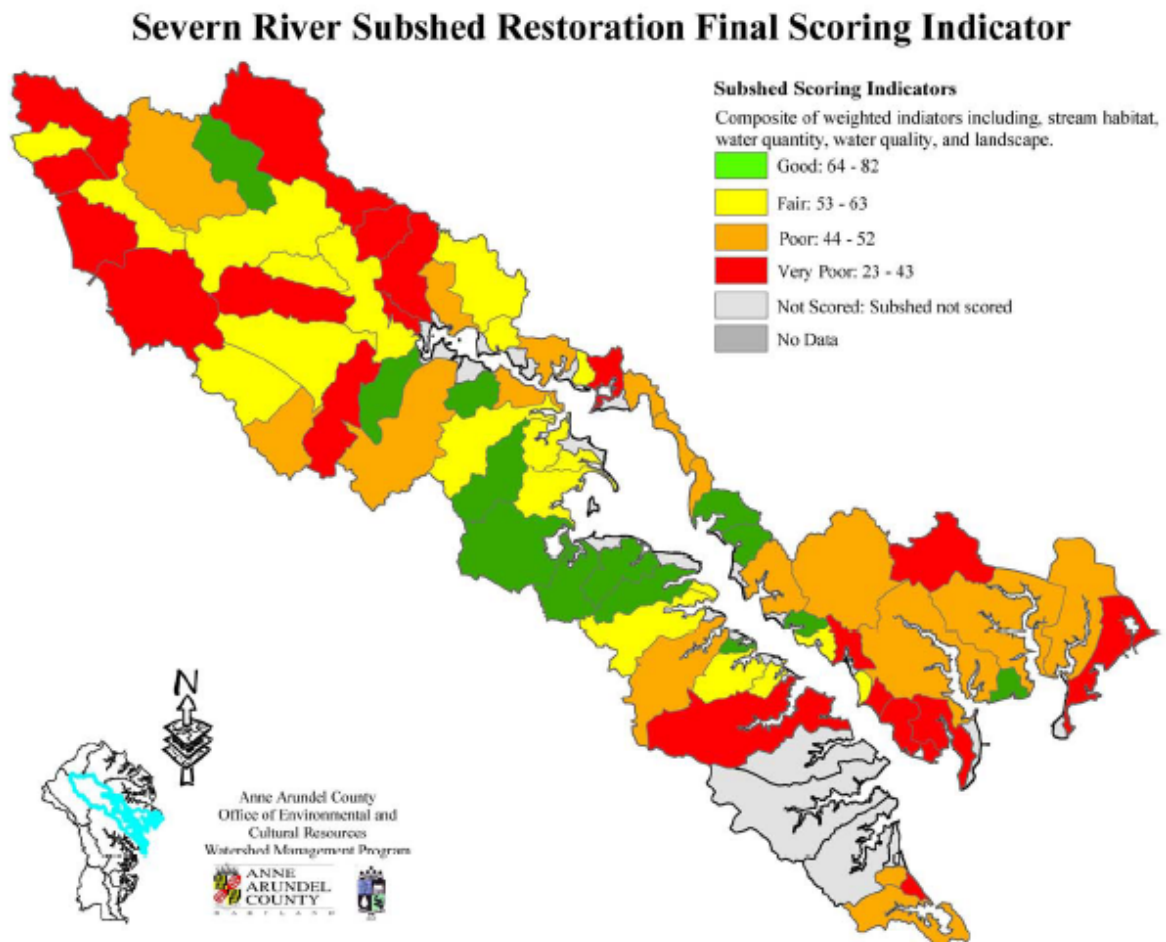 Severn River Subshed Restoration Final Scoring Indicator
Subshed Scoring Indicators
Composite of weighted indiators including, stream habitat,
water quantity, water quality, and landscape.
Good: 64 - 82
Fair: 53 - 63
Poor: 44 - 52
Very Poor: 23 - 43
Not Scored: Subshed not scored
No Data
N
Anne Arundel County
Office of Environmental and
Cultural Resources
Watershed Management Program
ANNE
ARUNDEL
COUNTY
MARYLAND